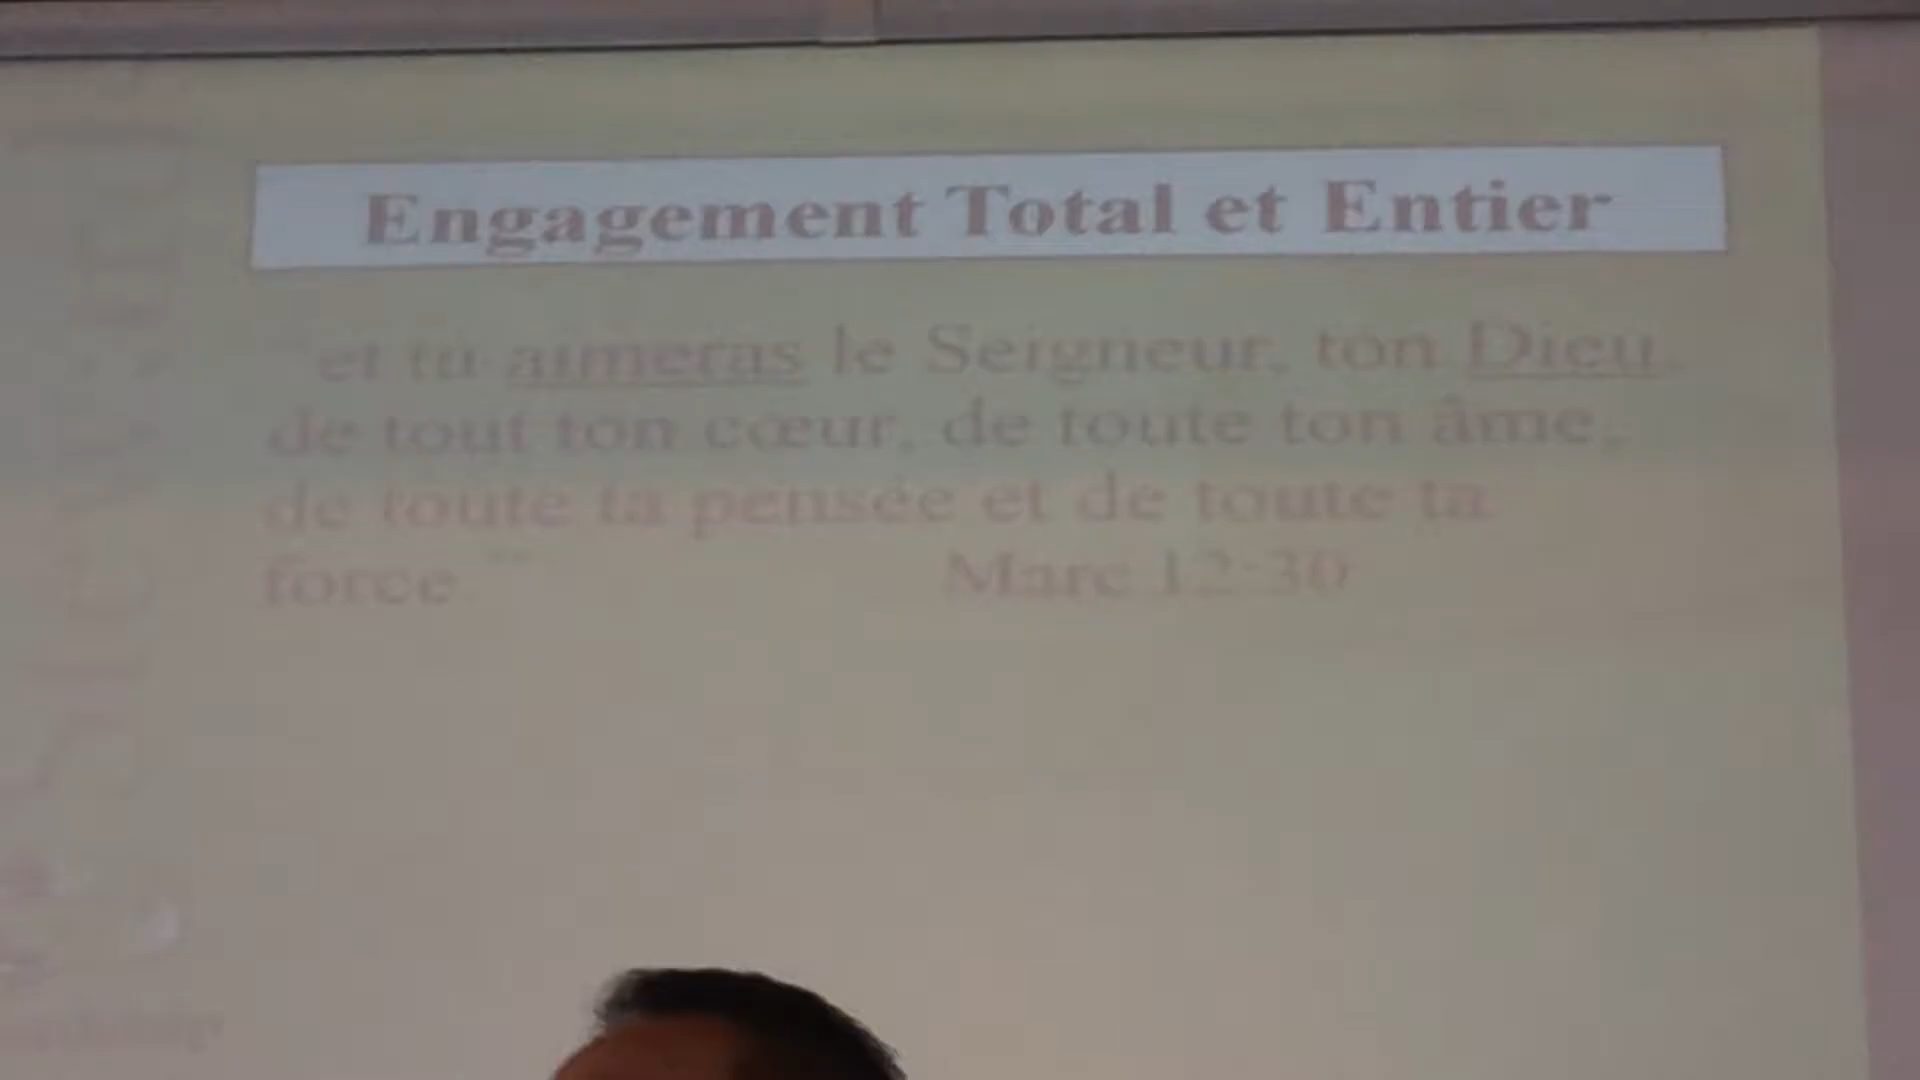 Engagement Total et Entier
"et tu aimeras le Seigneur, ton Dieu,
de tout ton cœur, de toute ton âme,
de toute ta pensée et de toute ta
force." Marc 12:30